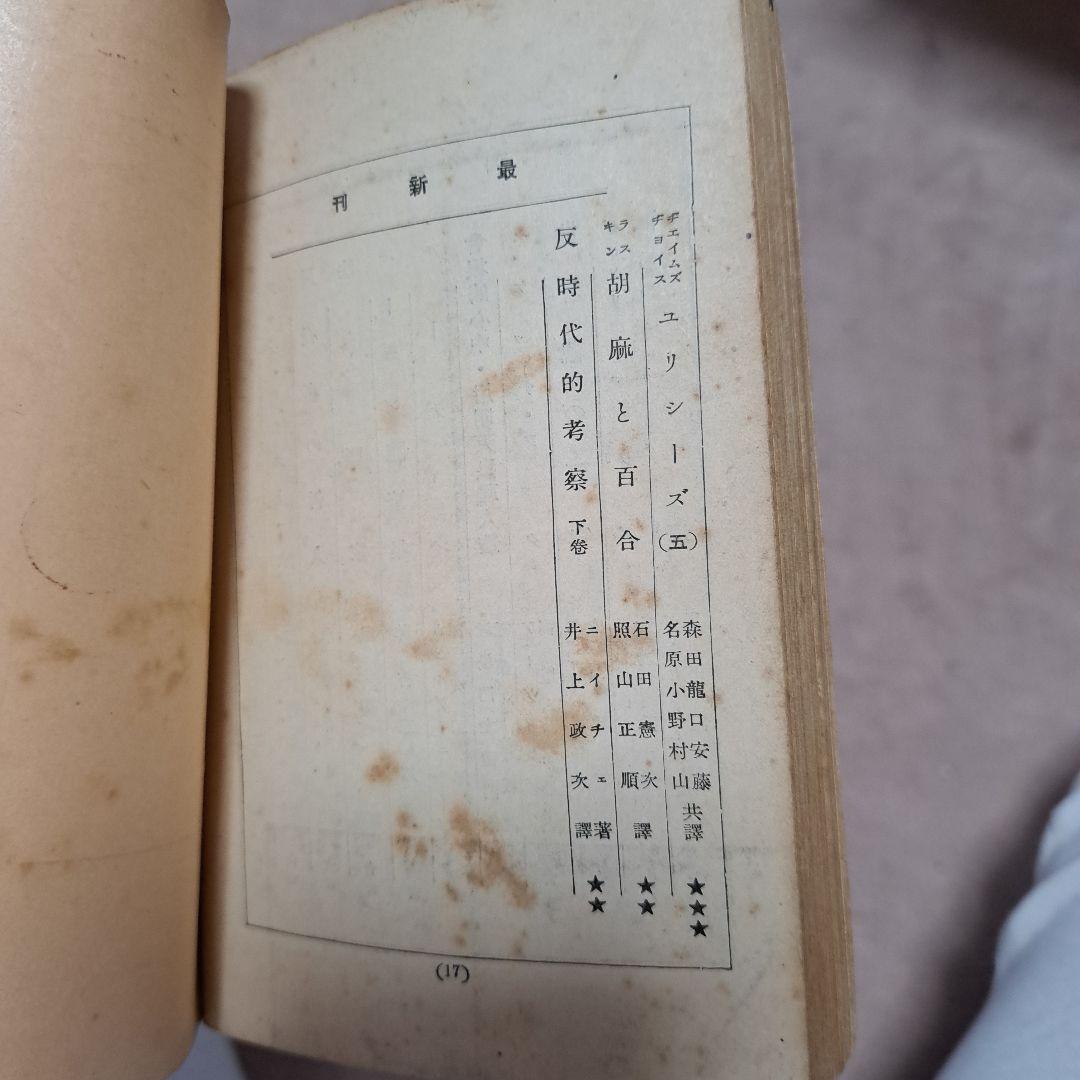 最新刊
ヂエイムズ
ヂヨイス
ユリシーズ(五)
森田龍口安藤
名原小野村山
共譯
★★★
ラスキン
胡麻と百合
石田憲次
照山正順
譯
★★
反時代的考察 下卷
ニイチェ著
井上政次譯
★★
(17)